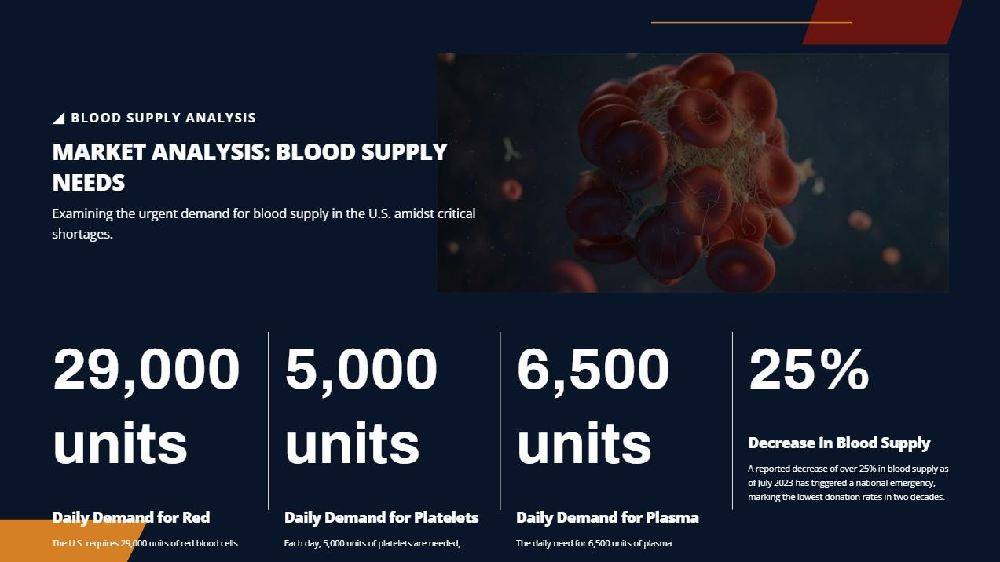 BLOOD SUPPLY ANALYSIS
MARKET ANALYSIS: BLOOD SUPPLY
NEEDS
Examining the urgent demand for blood supply in the U.S. amidst critical
shortages.
29,000
units
Daily Demand for Red
The U.S. requires 29,000 units of red blood cells
5,000
units
Daily Demand for Platelets
Each day, 5,000 units of platelets are needed,
6,500
units
Daily Demand for Plasma
The daily need for 6,500 units of plasma
25%
Decrease in Blood Supply
A reported decrease of over 25% in blood supply as
of July 2023 has triggered a national emergency,
marking the lowest donation rates in two decades.